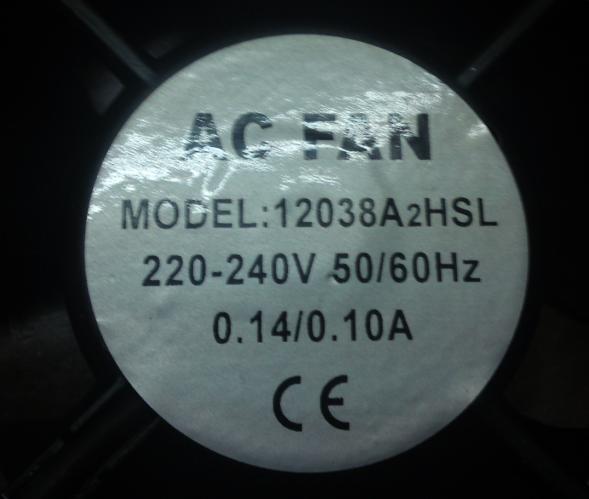 AC FAN
MODEL:12038A2HSL
220-240V 50/60Hz
0.14/0.10A
CE